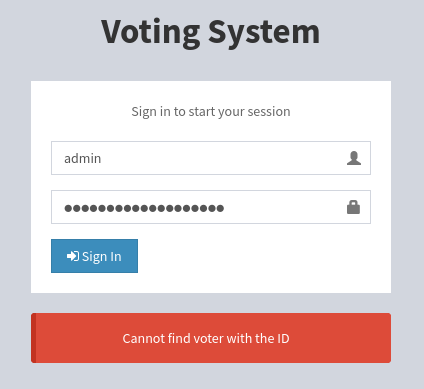 Voting System
Sign in to start your session
admin
●●●●●●●●●●●●●●●●●●●
Sign In
Cannot find voter with the ID